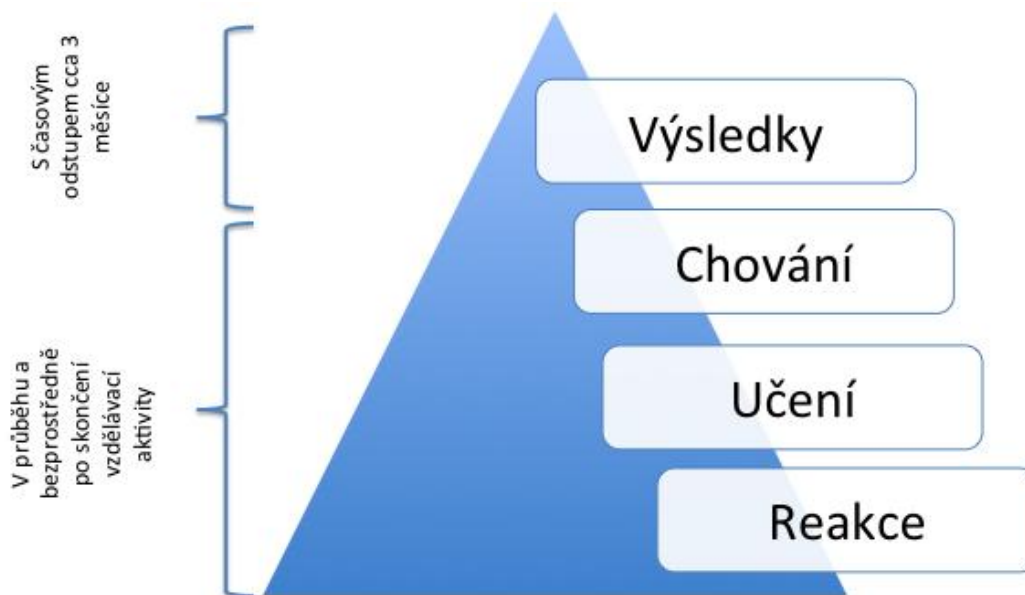 S časovým
odstupem cca 3
měsíce
Výsledky
Chování
V průběhu a
bezprostředně
po skončení
vzdělávací
aktivity
Učení
Reakce